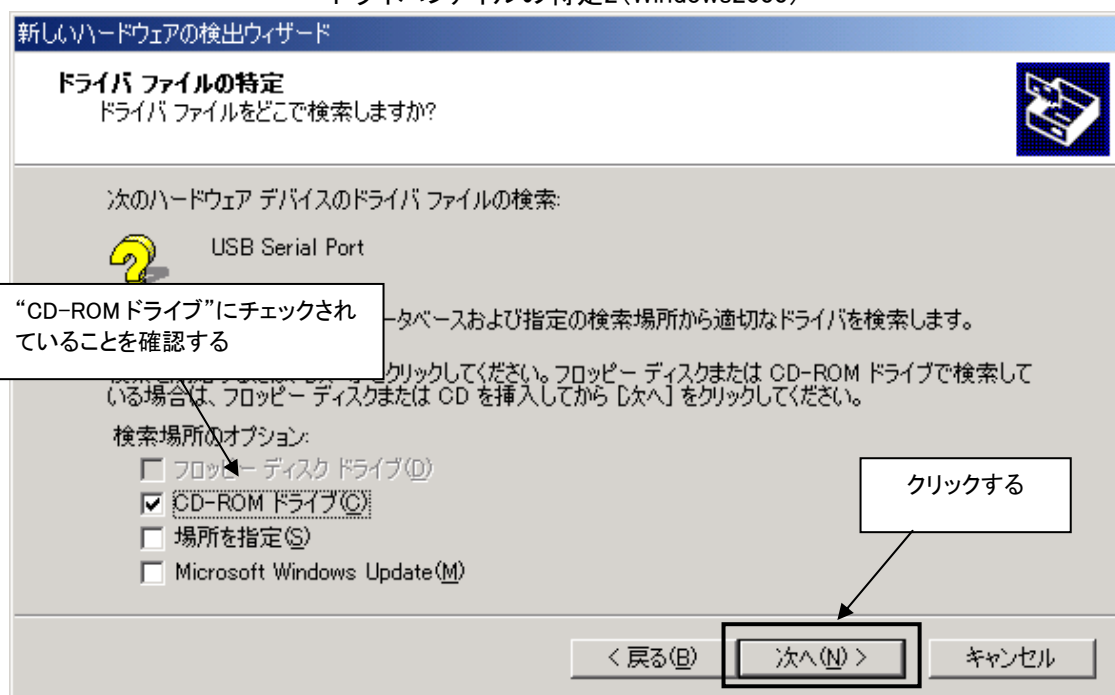 新しいハードウェアの検出ウィザード
ドライバ ファイルの特定
ドライバ ファイルをどこで検索しますか?
次のハードウェア デバイスのドライバ ファイルの検索:
USB Serial Port
“CD-ROMドライブ”にチェックされ
ていることを確認する
ータベースおよび指定の検索場所から適切なドライバを検索します。
クリックしてください。フロッピー ディスクまたは CD-ROM ドライブで検索して
いる場合は、フロッピー ディスクまたは CD を挿入してから [次へ] をクリックしてください。
検索場所のオプション:
フロッピー ディスク ドライブ(D)
CD-ROM ドライブ(C)
場所を指定(S)
Microsoft Windows Update(M)
クリックする
< 戻る(B)
次へ(N) >
キャンセル